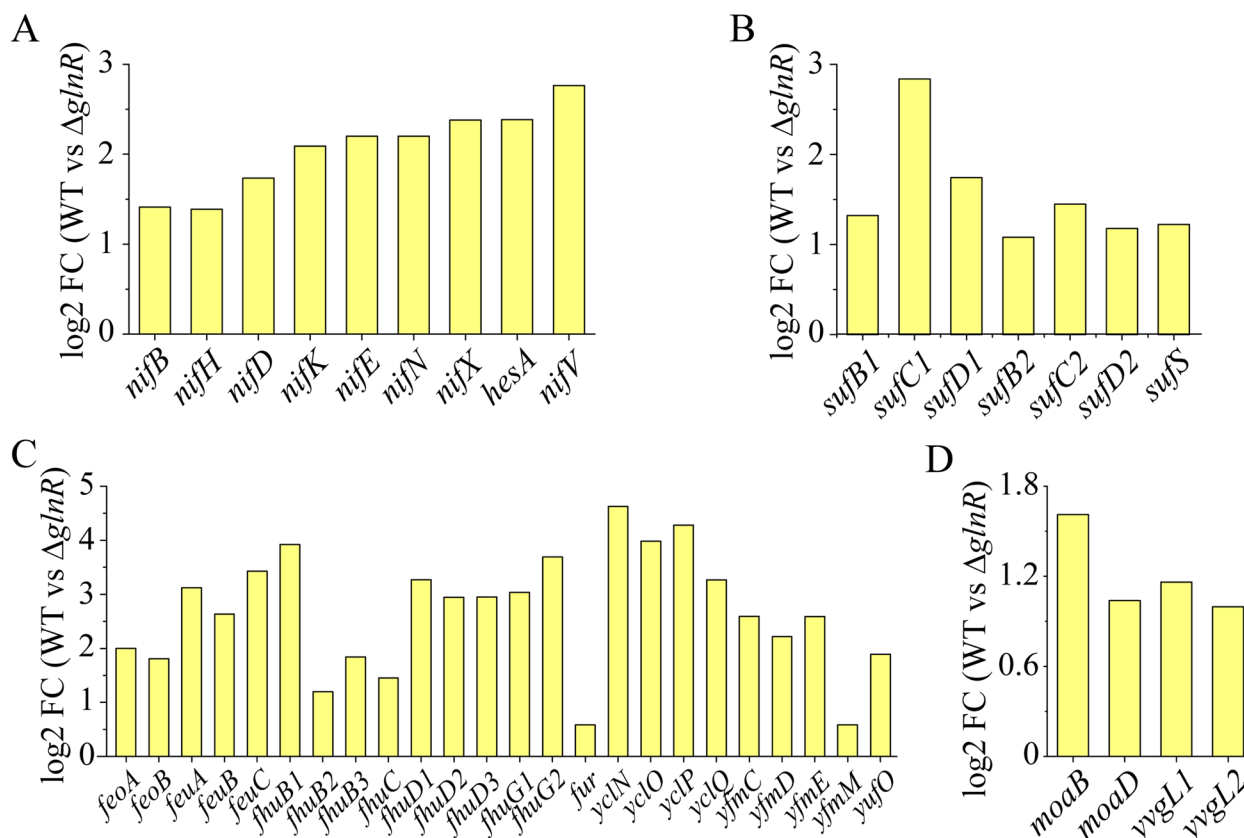 A
log2 FC (WT vs ΔglnR)
3
2
1
0
nifB nifH nifD nifK nifE nifN nifX hesA nifV
B
log2 FC (WT vs ΔglnR)
3
2
1
0
sufB1 sufC1 sufD1 sufB2 sufC2 sufD2 sufS
C
log2 FC (WT vs ΔglnR)
5
4
3
2
1
0
feoA feoB feuA feuB feuC fhuB1 fhuB2 fhuB3 fhuC fhuD1 fhuD2 fhuD3 fhuG1 fhuG2 fur yclN yclO yclP yclQ yfmC yfmD yfmE yfmM yufO
D
log2 FC (WT vs ΔglnR)
1.8
1.2
0.6
0
moaB moaD yvgL1 yvgL2